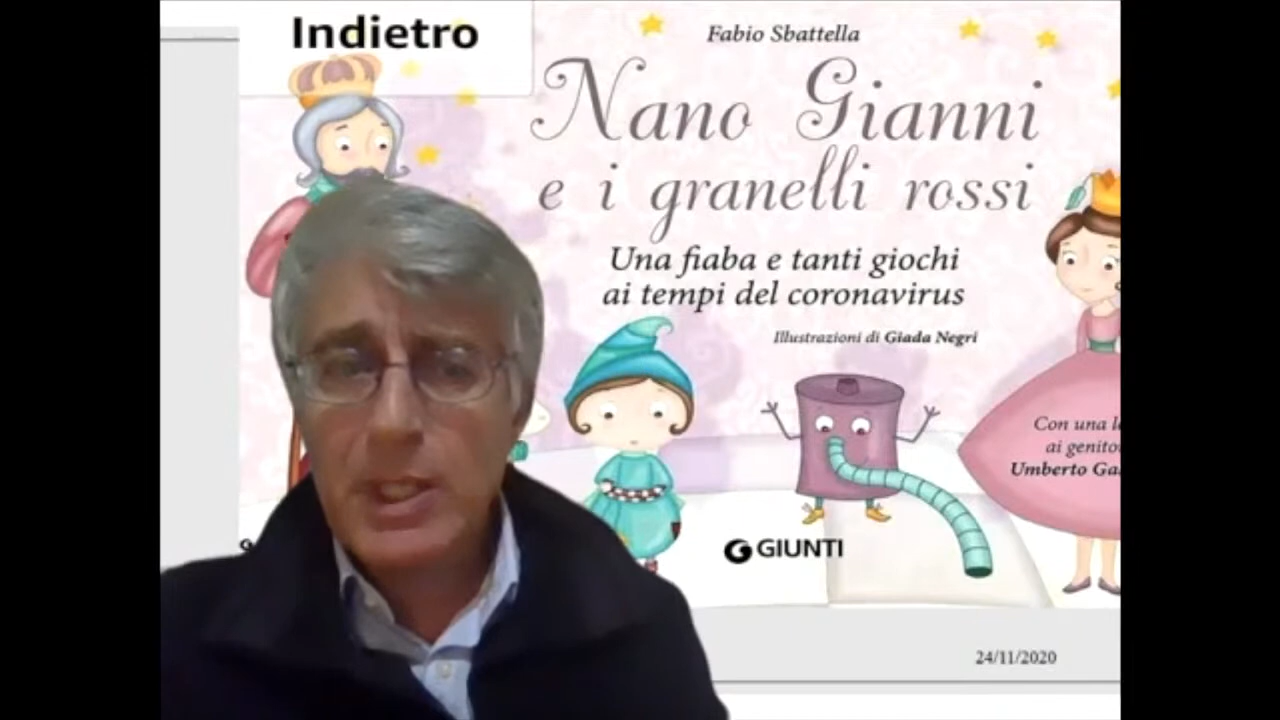 Indietro
Fabio Sbattella
Nano Gianni
e i granelli rossi
Una fiaba e tanti giochi
ai tempi del coronavirus
Illustrazioni di Giada Negri
Con una
ai
Umberto
GIUNTI
24/11/2020